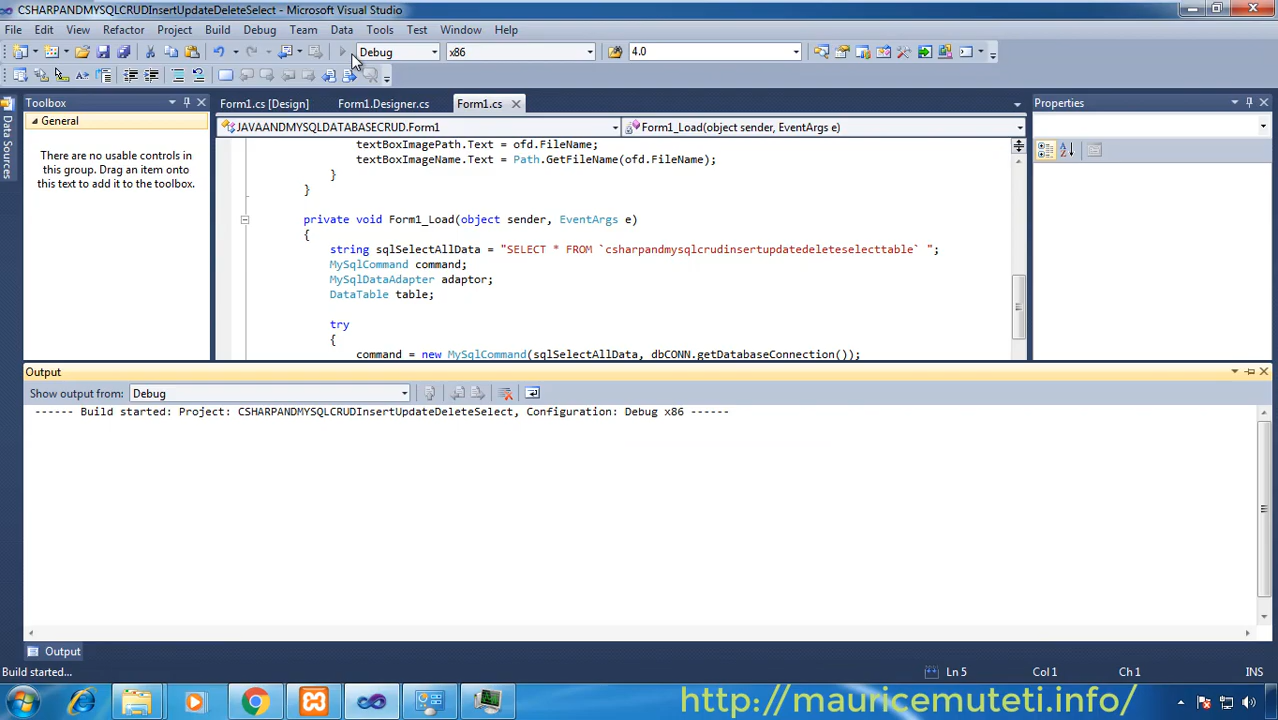 CSHARPANDMYSQLCRUDInsertUpdateDeleteSelect - Microsoft Visual Studio
File Edit View Refactor Project Build Debug Team Data Tools Test Window Help
Debug x86 4.0
Toolbox
General
There are no usable controls in
this group. Drag an item onto
this text to add it to the toolbox.
Data Sources
Form1.cs [Design] Form1.Designer.cs Form1.cs
JAVAANDMYSQLDATABASECRUD.Form1 Form1_Load(object sender, EventArgs e)
textBoxImagePath.Text = ofd.FileName;
textBoxImageName.Text = Path.GetFileName(ofd.FileName);
}
}
private void Form1_Load(object sender, EventArgs e)
{
string sqlSelectAllData = "SELECT * FROM `csharpandmysqlcrudinsertupdatedeleteselecttable` ";
MySqlCommand command;
MySqlDataAdapter adaptor;
DataTable table;
try
{
command = new MySqlCommand(sqlSelectAllData, dbCONN.getDatabaseConnection());
Properties
Output
Show output from: Debug
------ Build started: Project: CSHARPANDMYSQLCRUDInsertUpdateDeleteSelect, Configuration: Debug x86 ------
Output
Build started... Ln 5 Col 1 Ch 1 INS
http://mauricemuteti.info/